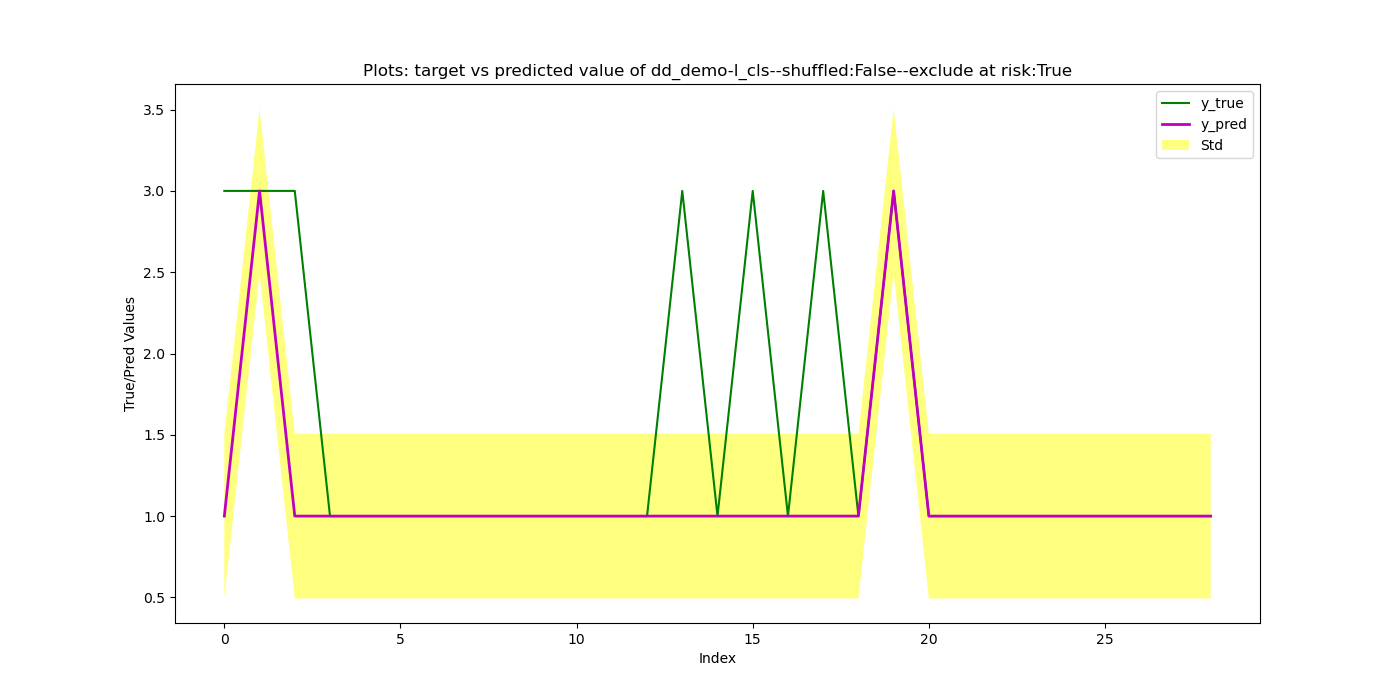 Plots: target vs predicted value of dd_demo-l_cls--shuffled:False--exclude at risk:True
y_true
y_pred
Std
3.5
3.0
2.5
2.0
1.5
1.0
0.5
True/Pred Values
0 5 10 15 20 25
Index